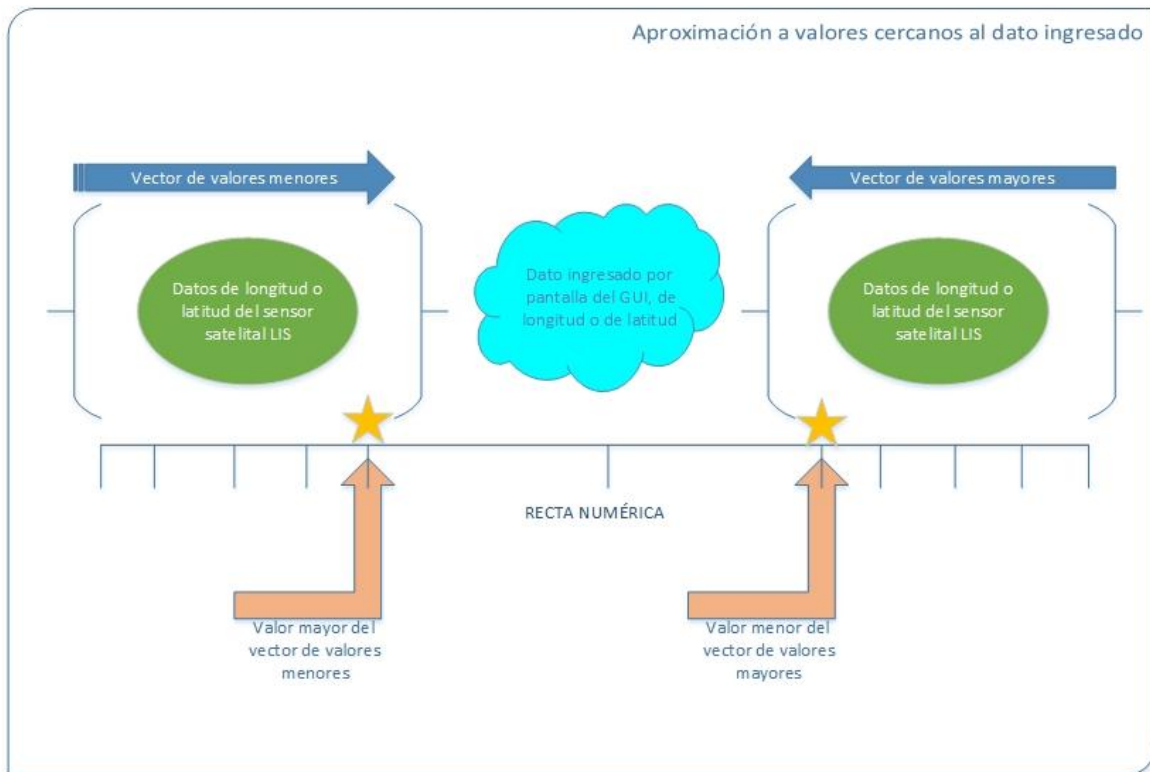 Aproximación a valores cercanos al dato ingresado
Vector de valores menores
Vector de valores mayores
Datos de longitud o
latitud del sensor
satelital LIS
Dato ingresado por
pantalla del GUI, de
longitud o de latitud
Datos de longitud o
latitud del sensor
satelital LIS
RECTA NUMÉRICA
Valor mayor del
vector de valores
menores
Valor menor del
vector de valores
mayores